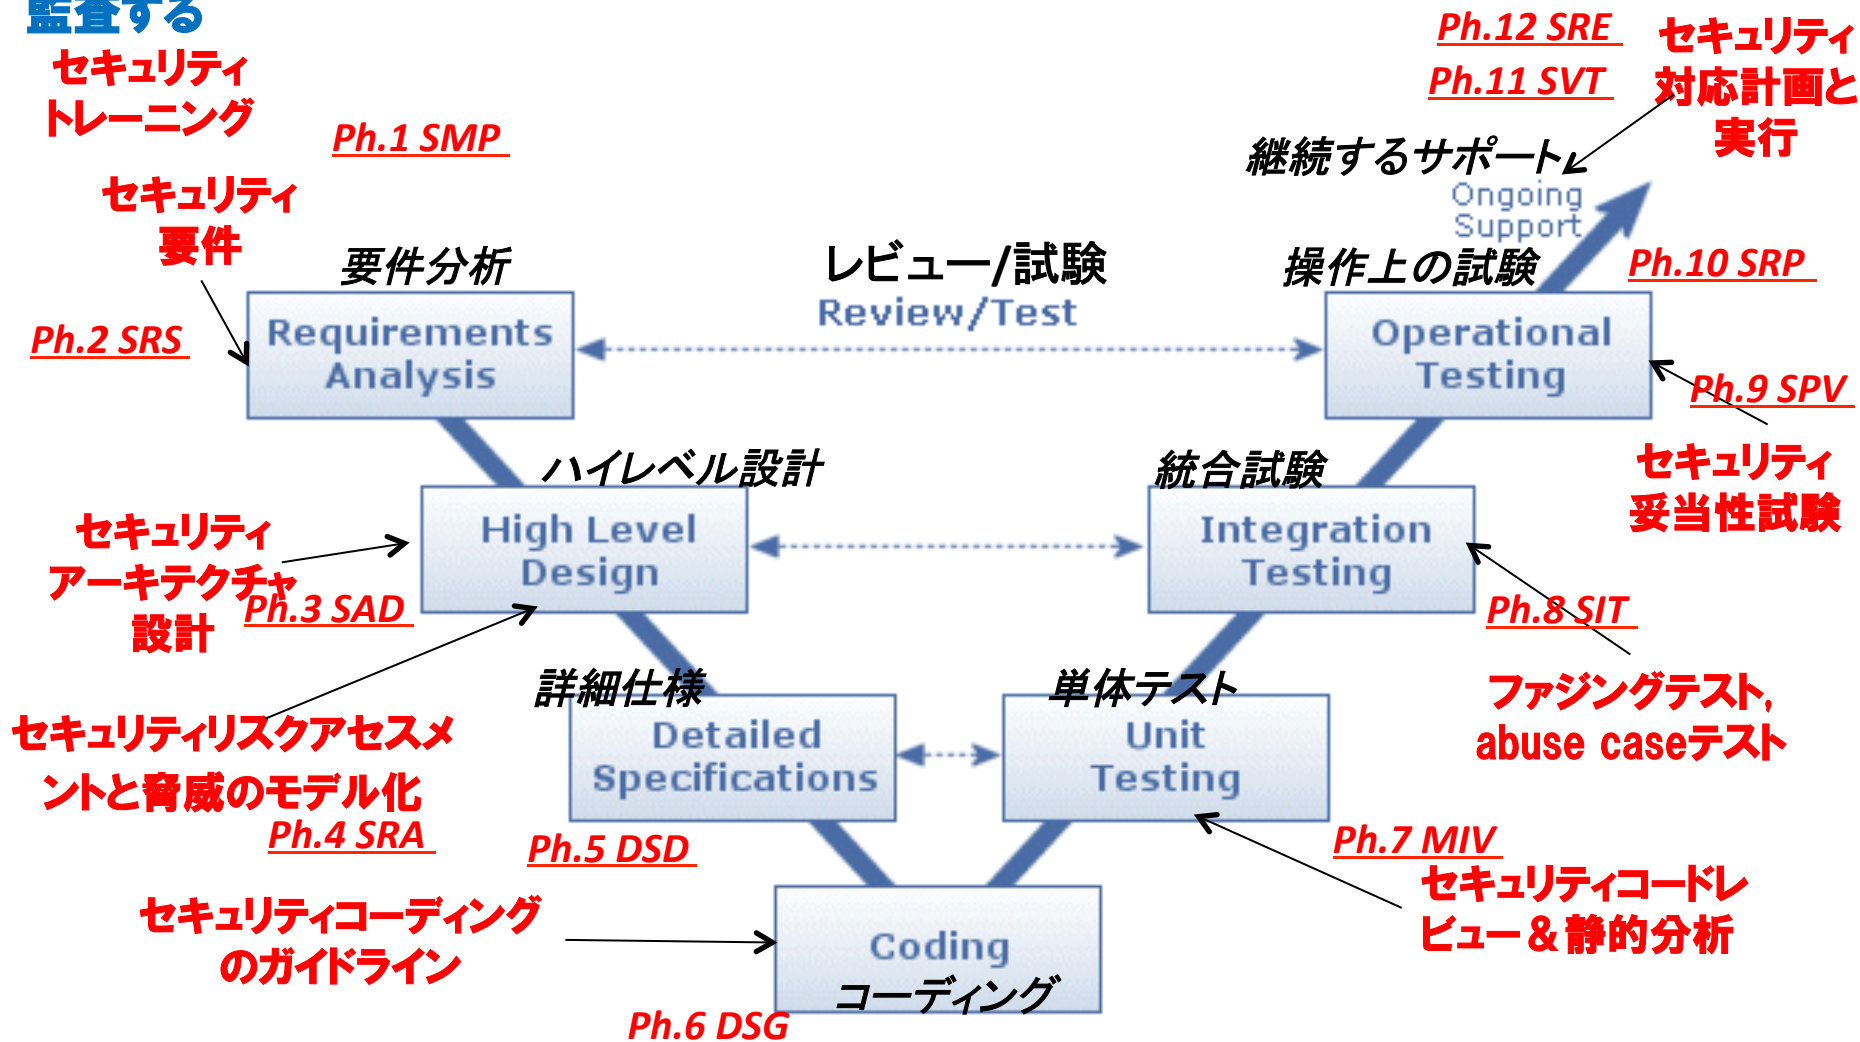 監査する
セキュリティ
トレーニング
Ph.1 SMP
セキュリティ
要件
Ph.2 SRS
要件分析
Requirements
Analysis
レビュー/試験
Review/Test
Ph.12 SRE
Ph.11 SVT
セキュリティ
対応計画と
実行
継続するサポート
Ongoing
Support
操作上の試験
Ph.10 SRP
Operational
Testing
Ph.9 SPV
セキュリティ
妥当性試験
ハイレベル設計
High Level
Design
統合試験
Integration
Testing
セキュリティ
アーキテクチャ
設計
Ph.3 SAD
Ph.8 SIT
ファジングテスト,
abuse caseテスト
詳細仕様
Detailed
Specifications
単体テスト
Unit
Testing
セキュリティリスクアセスメ
ントと脅威のモデル化
Ph.4 SRA
Ph.5 DSD
Ph.7 MIV
セキュリティコードレ
ビュー＆静的分析
セキュリティコーディング
のガイドライン
Coding
コーディング
Ph.6 DSG